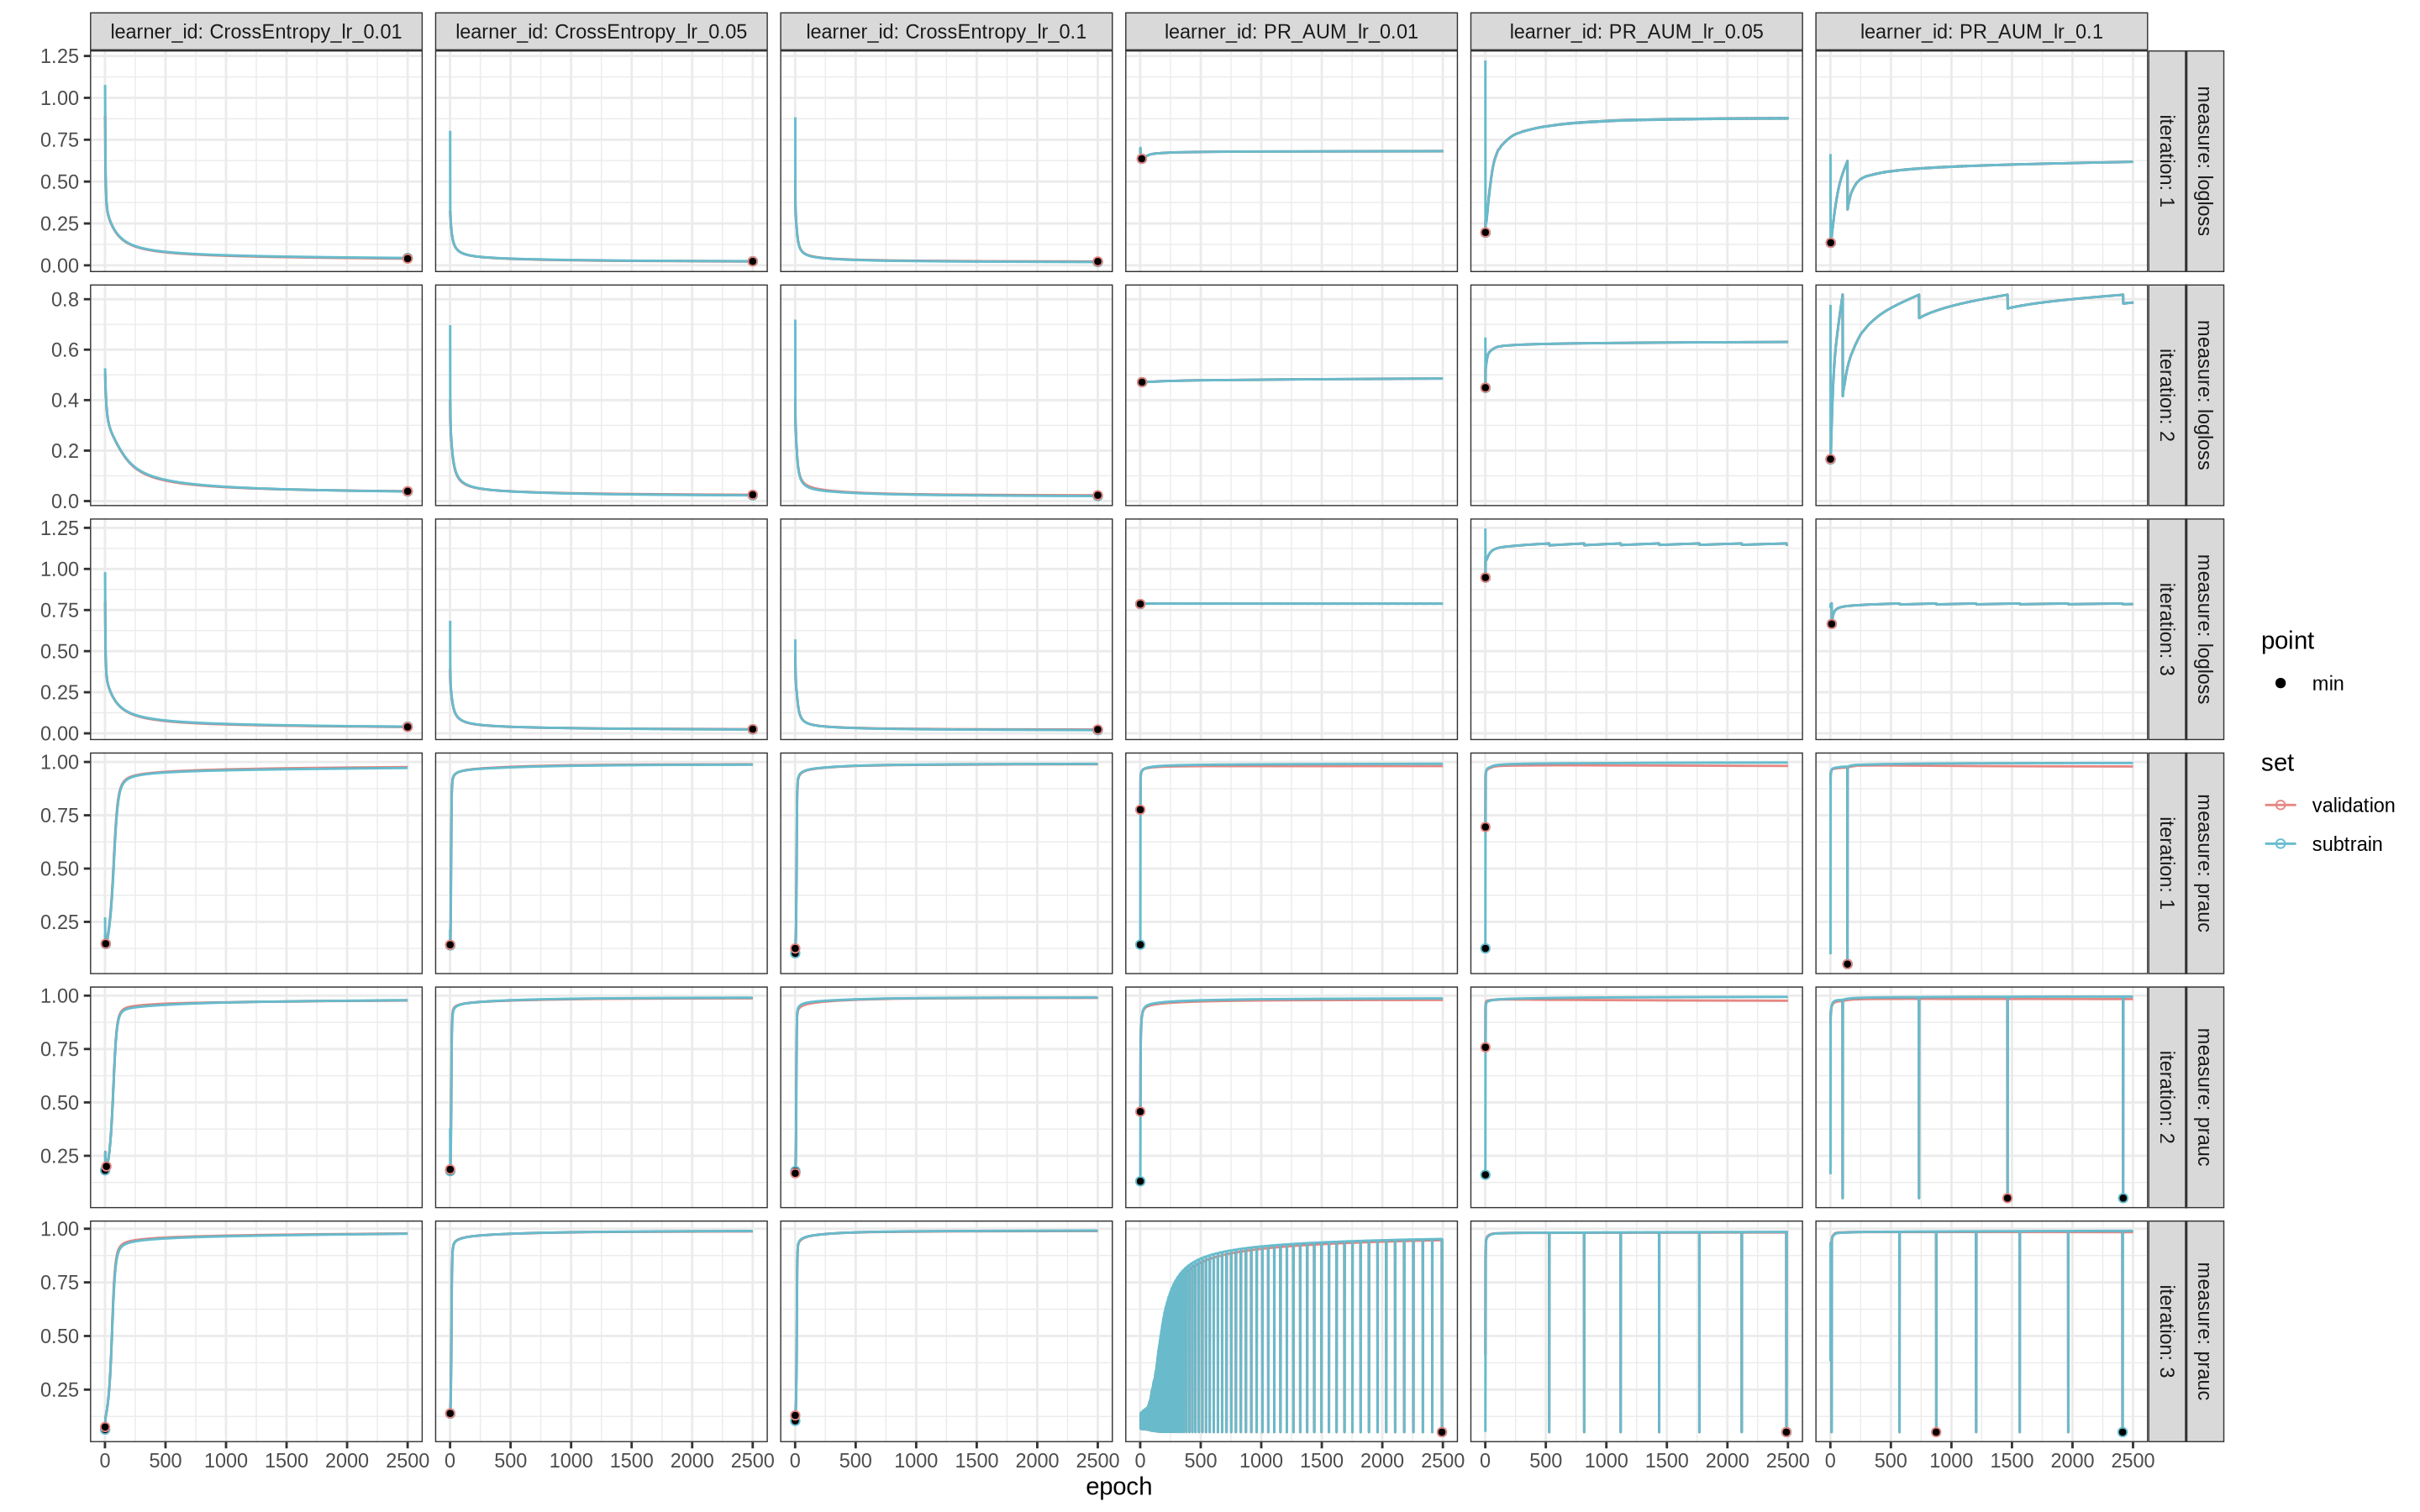 learner_id: CrossEntropy_lr_0.01
learner_id: CrossEntropy_lr_0.05
learner_id: CrossEntropy_lr_0.1
learner_id: PR_AUM_lr_0.01
learner_id: PR_AUM_lr_0.05
learner_id: PR_AUM_lr_0.1
1.25
1.00
0.75
0.50
0.25
0.00
iteration: 1
measure: logloss
0.8
0.6
0.4
0.2
0.0
iteration: 2
measure: logloss
1.25
1.00
0.75
0.50
0.25
0.00
iteration: 3
measure: logloss
1.00
0.75
0.50
0.25
iteration: 1
measure: prauc
1.00
0.75
0.50
0.25
iteration: 2
measure: prauc
1.00
0.75
0.50
0.25
iteration: 3
measure: prauc
0 500 1000 1500 2000 2500
0 500 1000 1500 2000 2500
0 500 1000 1500 2000 2500
0 500 1000 1500 2000 2500
0 500 1000 1500 2000 2500
0 500 1000 1500 2000 2500
epoch
point
min
set
validation
subtrain